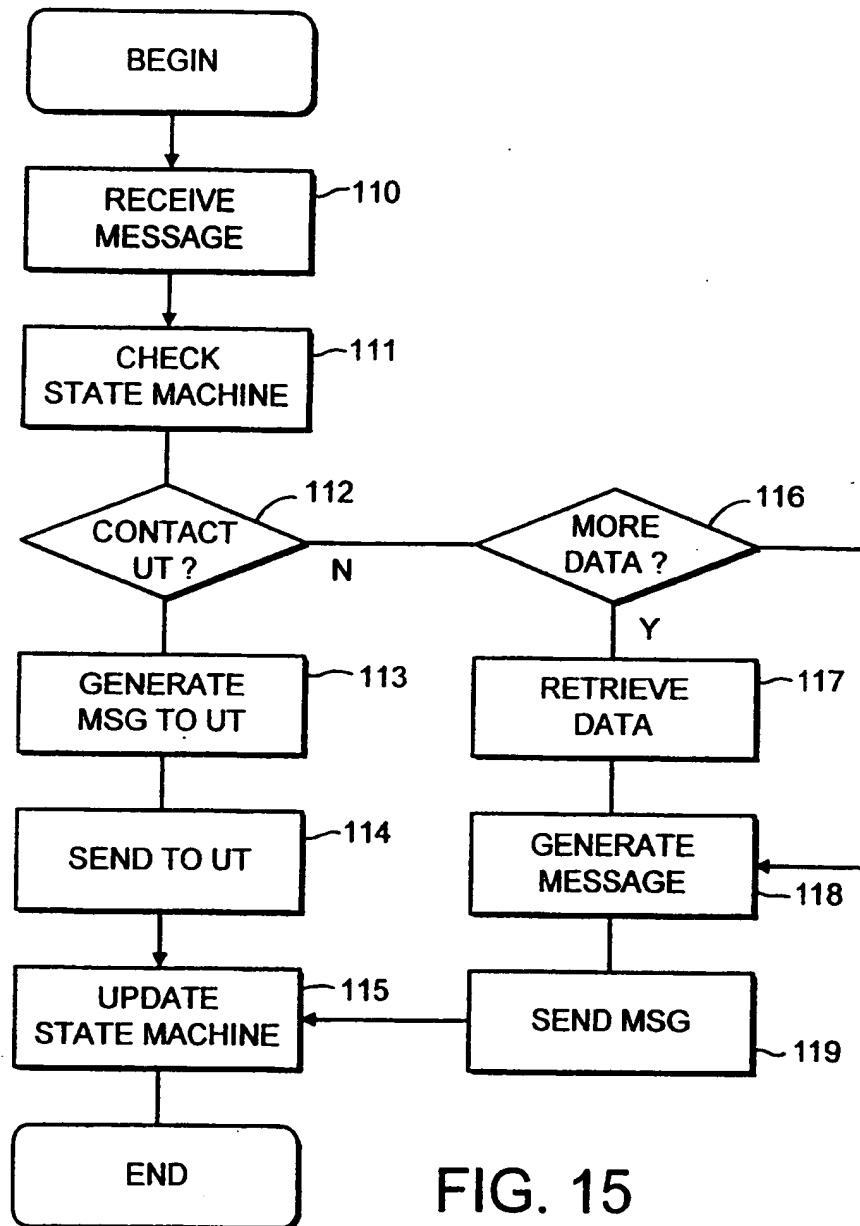 BEGIN
RECEIVE
MESSAGE
110
CHECK
STATE MACHINE
111
CONTACT
UT ?
112
N
MORE
DATA ?
116
Y
GENERATE
MSG TO UT
113
RETRIEVE
DATA
117
SEND TO UT
114
GENERATE
MESSAGE
118
UPDATE
STATE MACHINE
115
SEND MSG
119
END
FIG. 15